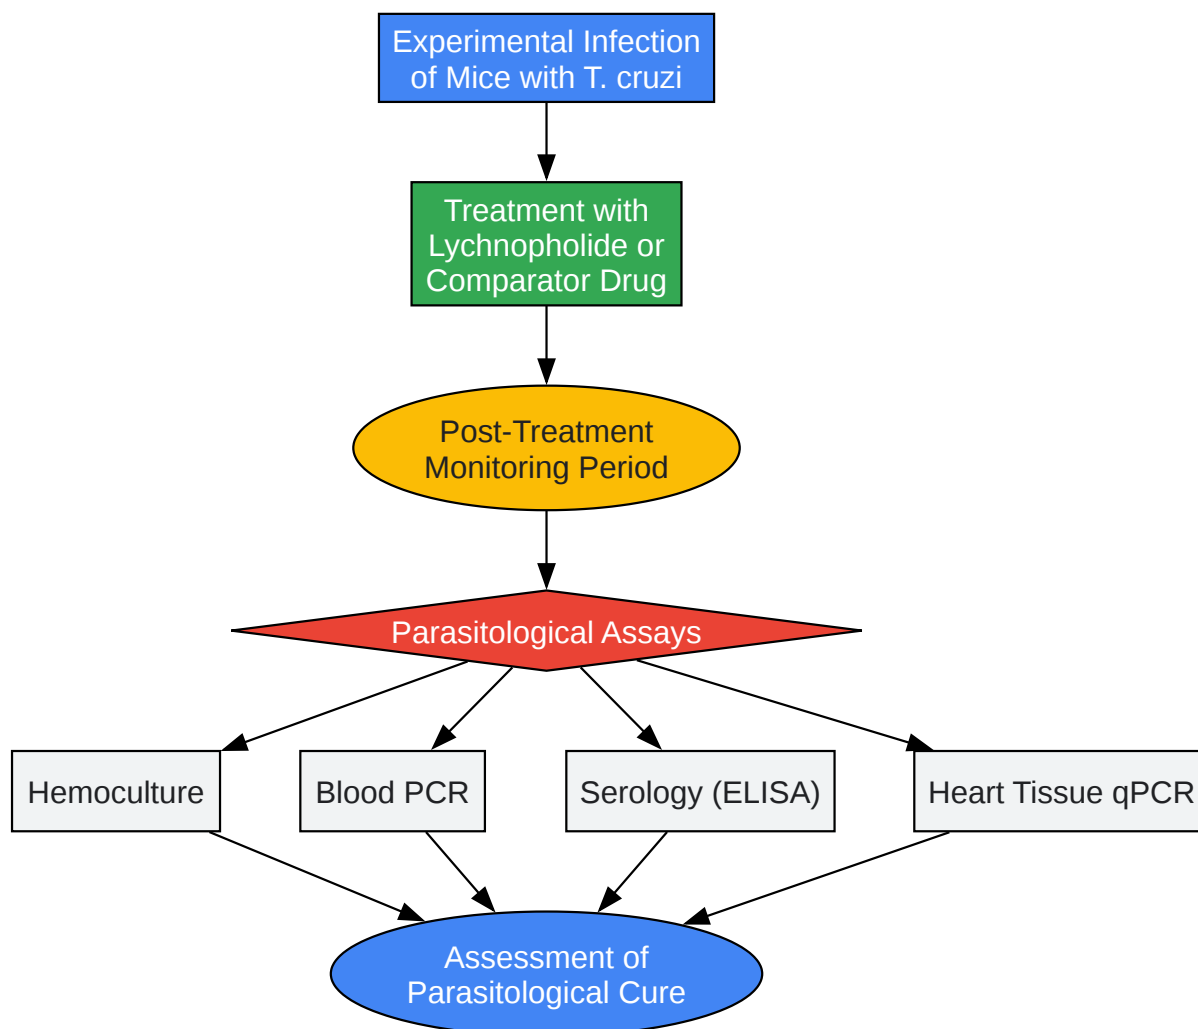 Experimental Infection
of Mice with T. cruzi
Treatment with
Lychnopholide or
Comparator Drug
Post-Treatment
Monitoring Period
Parasitological Assays
Hemoculture
Blood PCR
Serology (ELISA)
Heart Tissue qPCR
Assessment of
Parasitological Cure